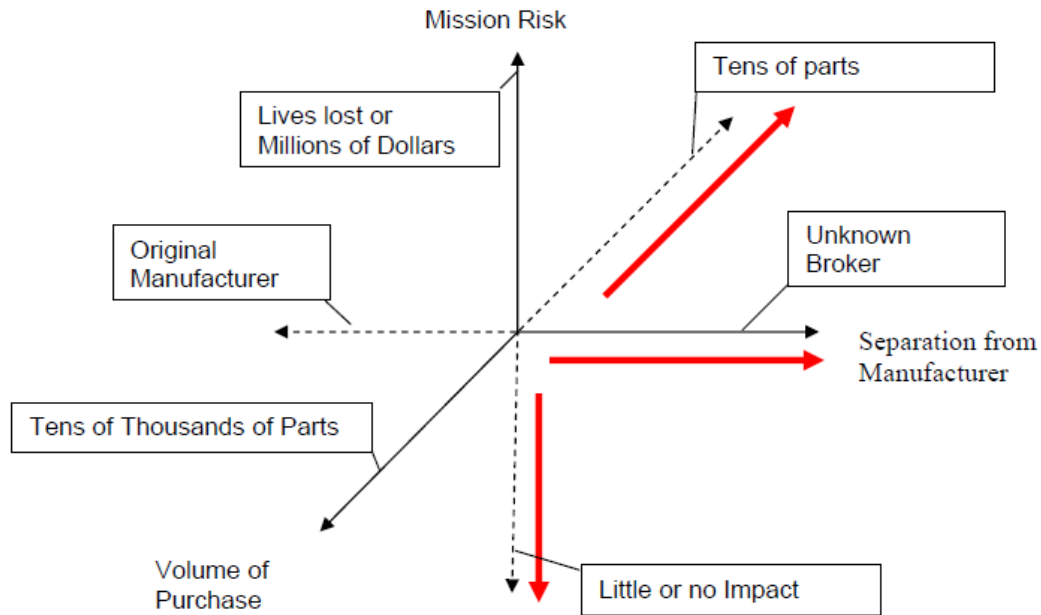 Mission Risk
Tens of parts
Lives lost or
Millions of Dollars
Original
Manufacturer
Unknown
Broker
Separation from
Manufacturer
Tens of Thousands of Parts
Volume of
Purchase
Little or no Impact